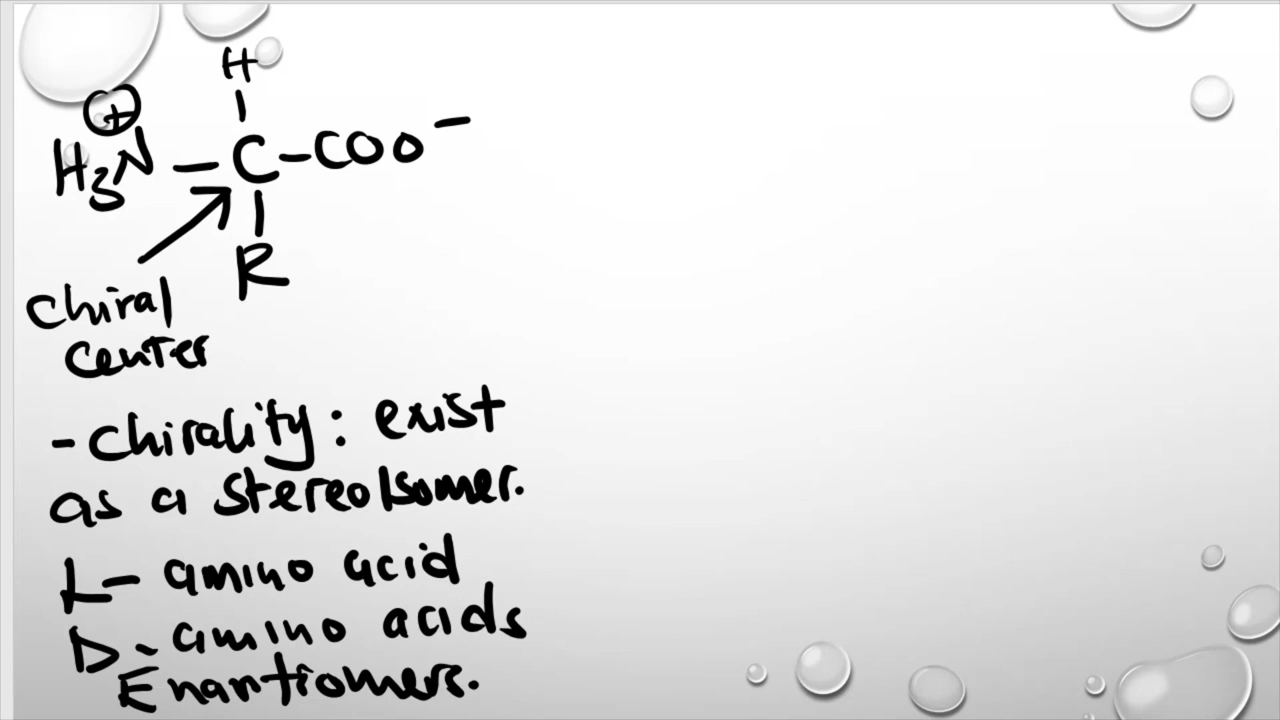 H
H3N⊕ – C – COO⁻
R
Chiral
center
- Chirality : exist
as a stereoIsomer.
L- amino acid
D- amino acids
Enantiomers.